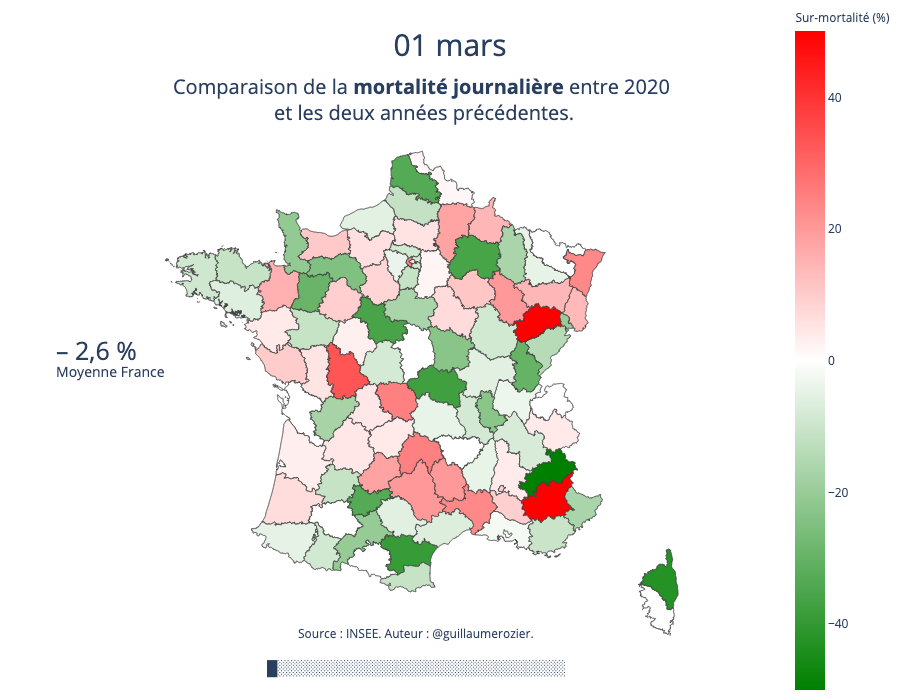 Sur-mortalité (%)
01 mars
Comparaison de la mortalité journalière entre 2020
et les deux années précédentes.
40
20
0
−20
−40
– 2,6 %
Moyenne France
Source : INSEE. Auteur : @guillaumerozier.